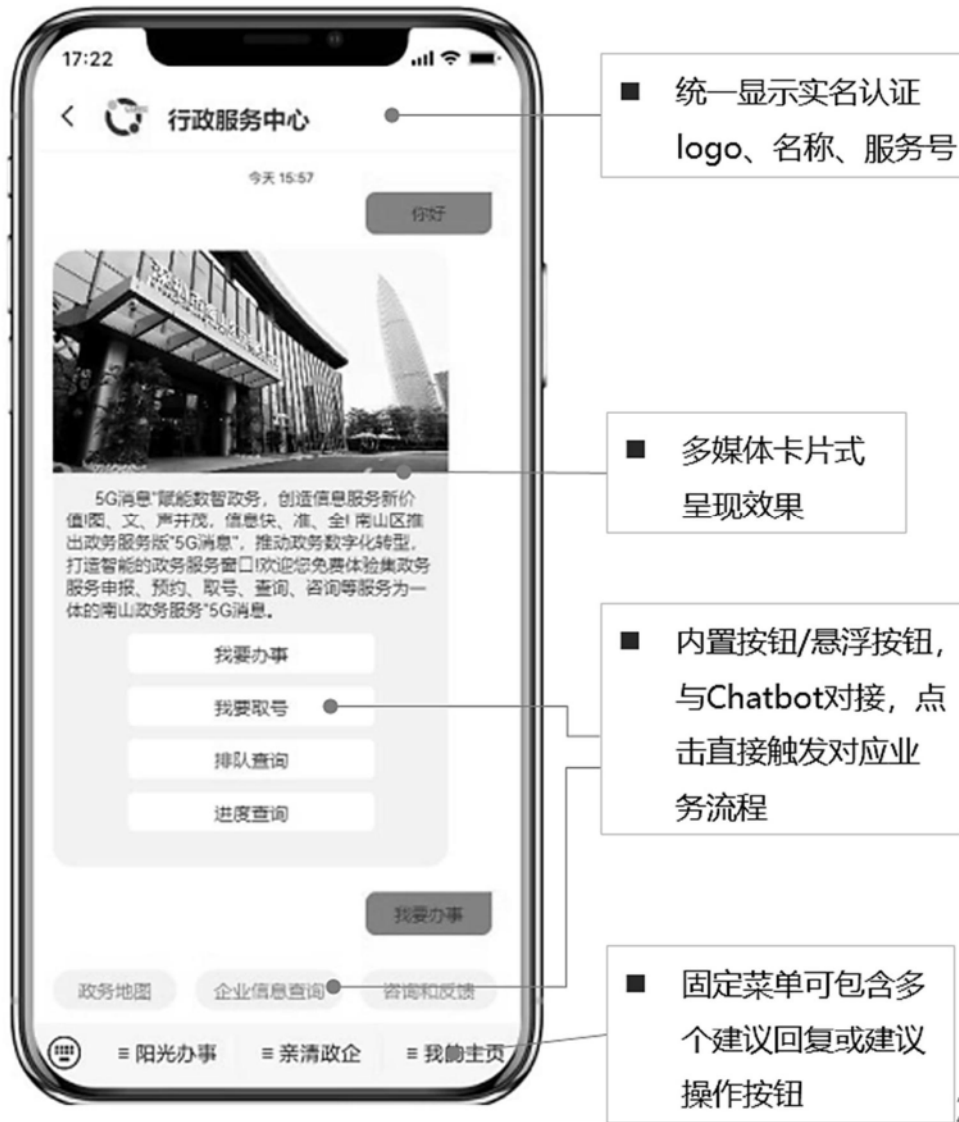 17:22
行政服务中心
今天 15:57
你好
5G消息"赋能数智政务，创造信息服务新价
值!图、文、声并茂，信息快、准、全! 南山区推
出政务服务版"5G消息"，推动政务数字化转型，
打造智能的政务服务窗口!欢迎您免费体验集政务
服务申报、预约、取号、查询、咨询等服务为一
体的南山政务服务"5G消息。
我要办事
我要取号
排队查询
进度查询
我要办事
政务地图
企业信息查询
咨询和反馈
≡ 阳光办事
≡ 亲清政企
≡ 我的主页
■ 统一显示实名认证
logo、名称、服务号
■ 多媒体卡片式
呈现效果
■ 内置按钮/悬浮按钮，
与Chatbot对接，点
击直接触发对应业
务流程
■ 固定菜单可包含多
个建议回复或建议
操作按钮